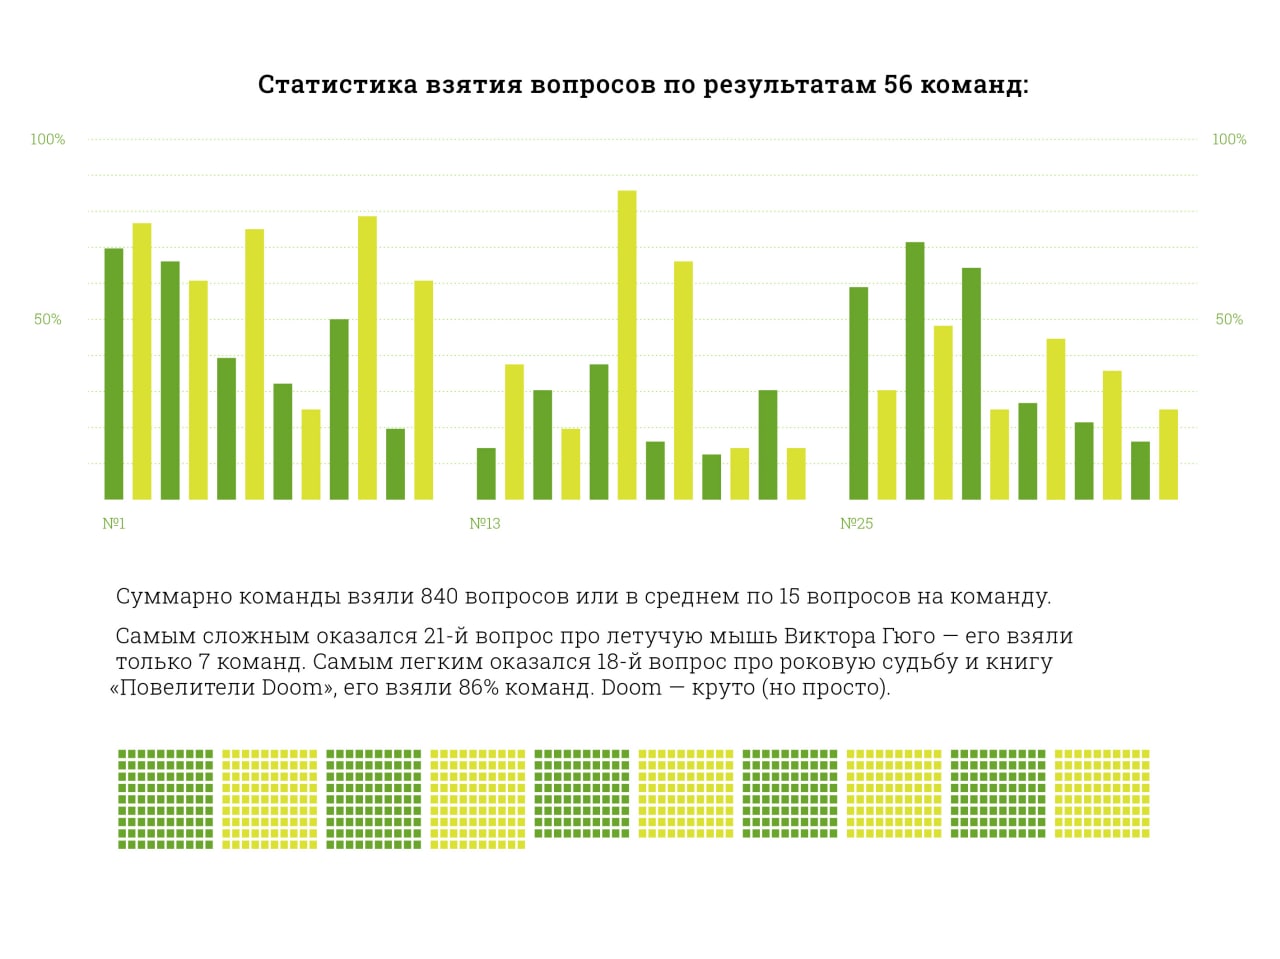 Статистика взятия вопросов по результатам 56 команд:
100% 100%
50% 50%
№1 №13 №25
Суммарно команды взяли 840 вопросов или в среднем по 15 вопросов на команду.
Самым сложным оказался 21-й вопрос про летучую мышь Виктора Гюго — его взяли
только 7 команд. Самым легким оказался 18-й вопрос про роковую судьбу и книгу
«Повелители Doom», его взяли 86% команд. Doom — круто (но просто).